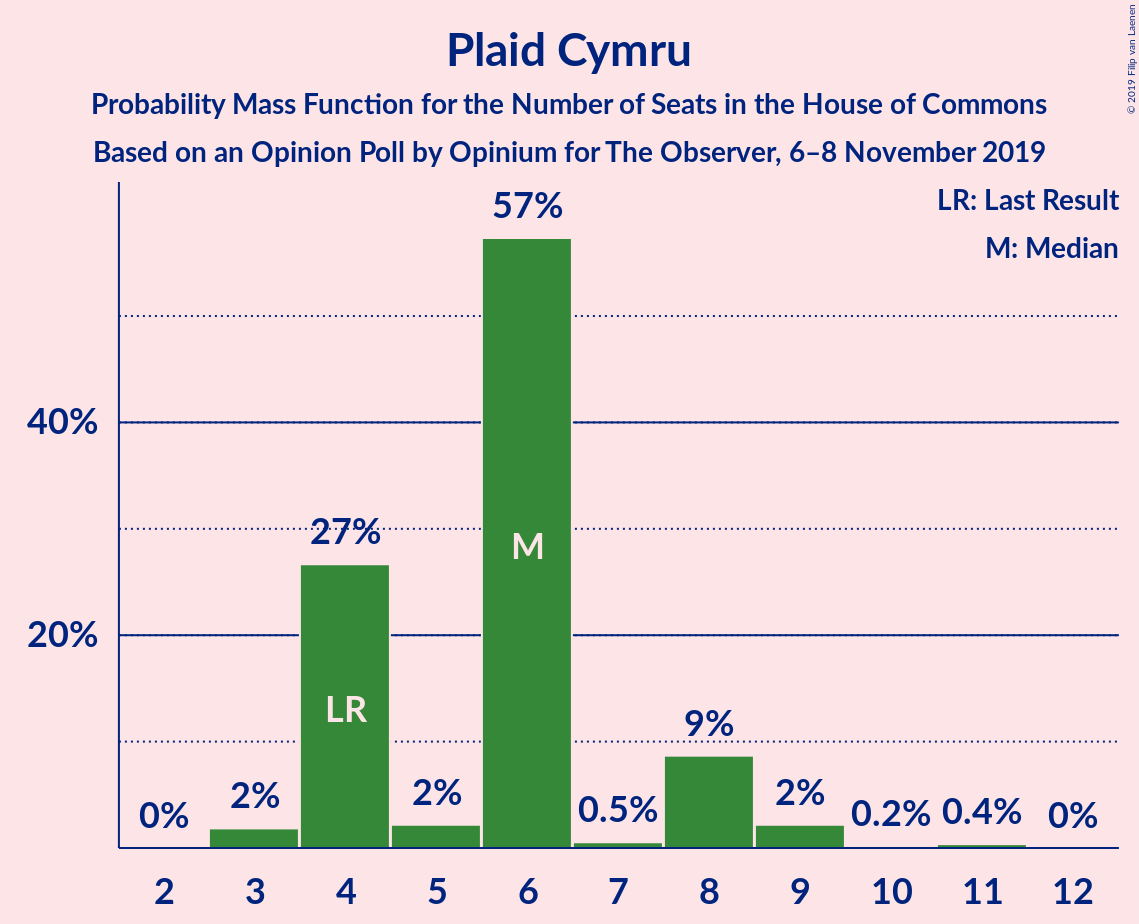 Plaid Cymru
Probability Mass Function for the Number of Seats in the House of Commons
Based on an Opinion Poll by Opinium for The Observer, 6–8 November 2019
© 2019 Filip van Laenen
LR: Last Result
M: Median
57%
40%
27%
M
20%
LR
9%
0%
2%
2%
0.5%
2%
0.2%
0.4%
0%
2 3 4 5 6 7 8 9 10 11 12